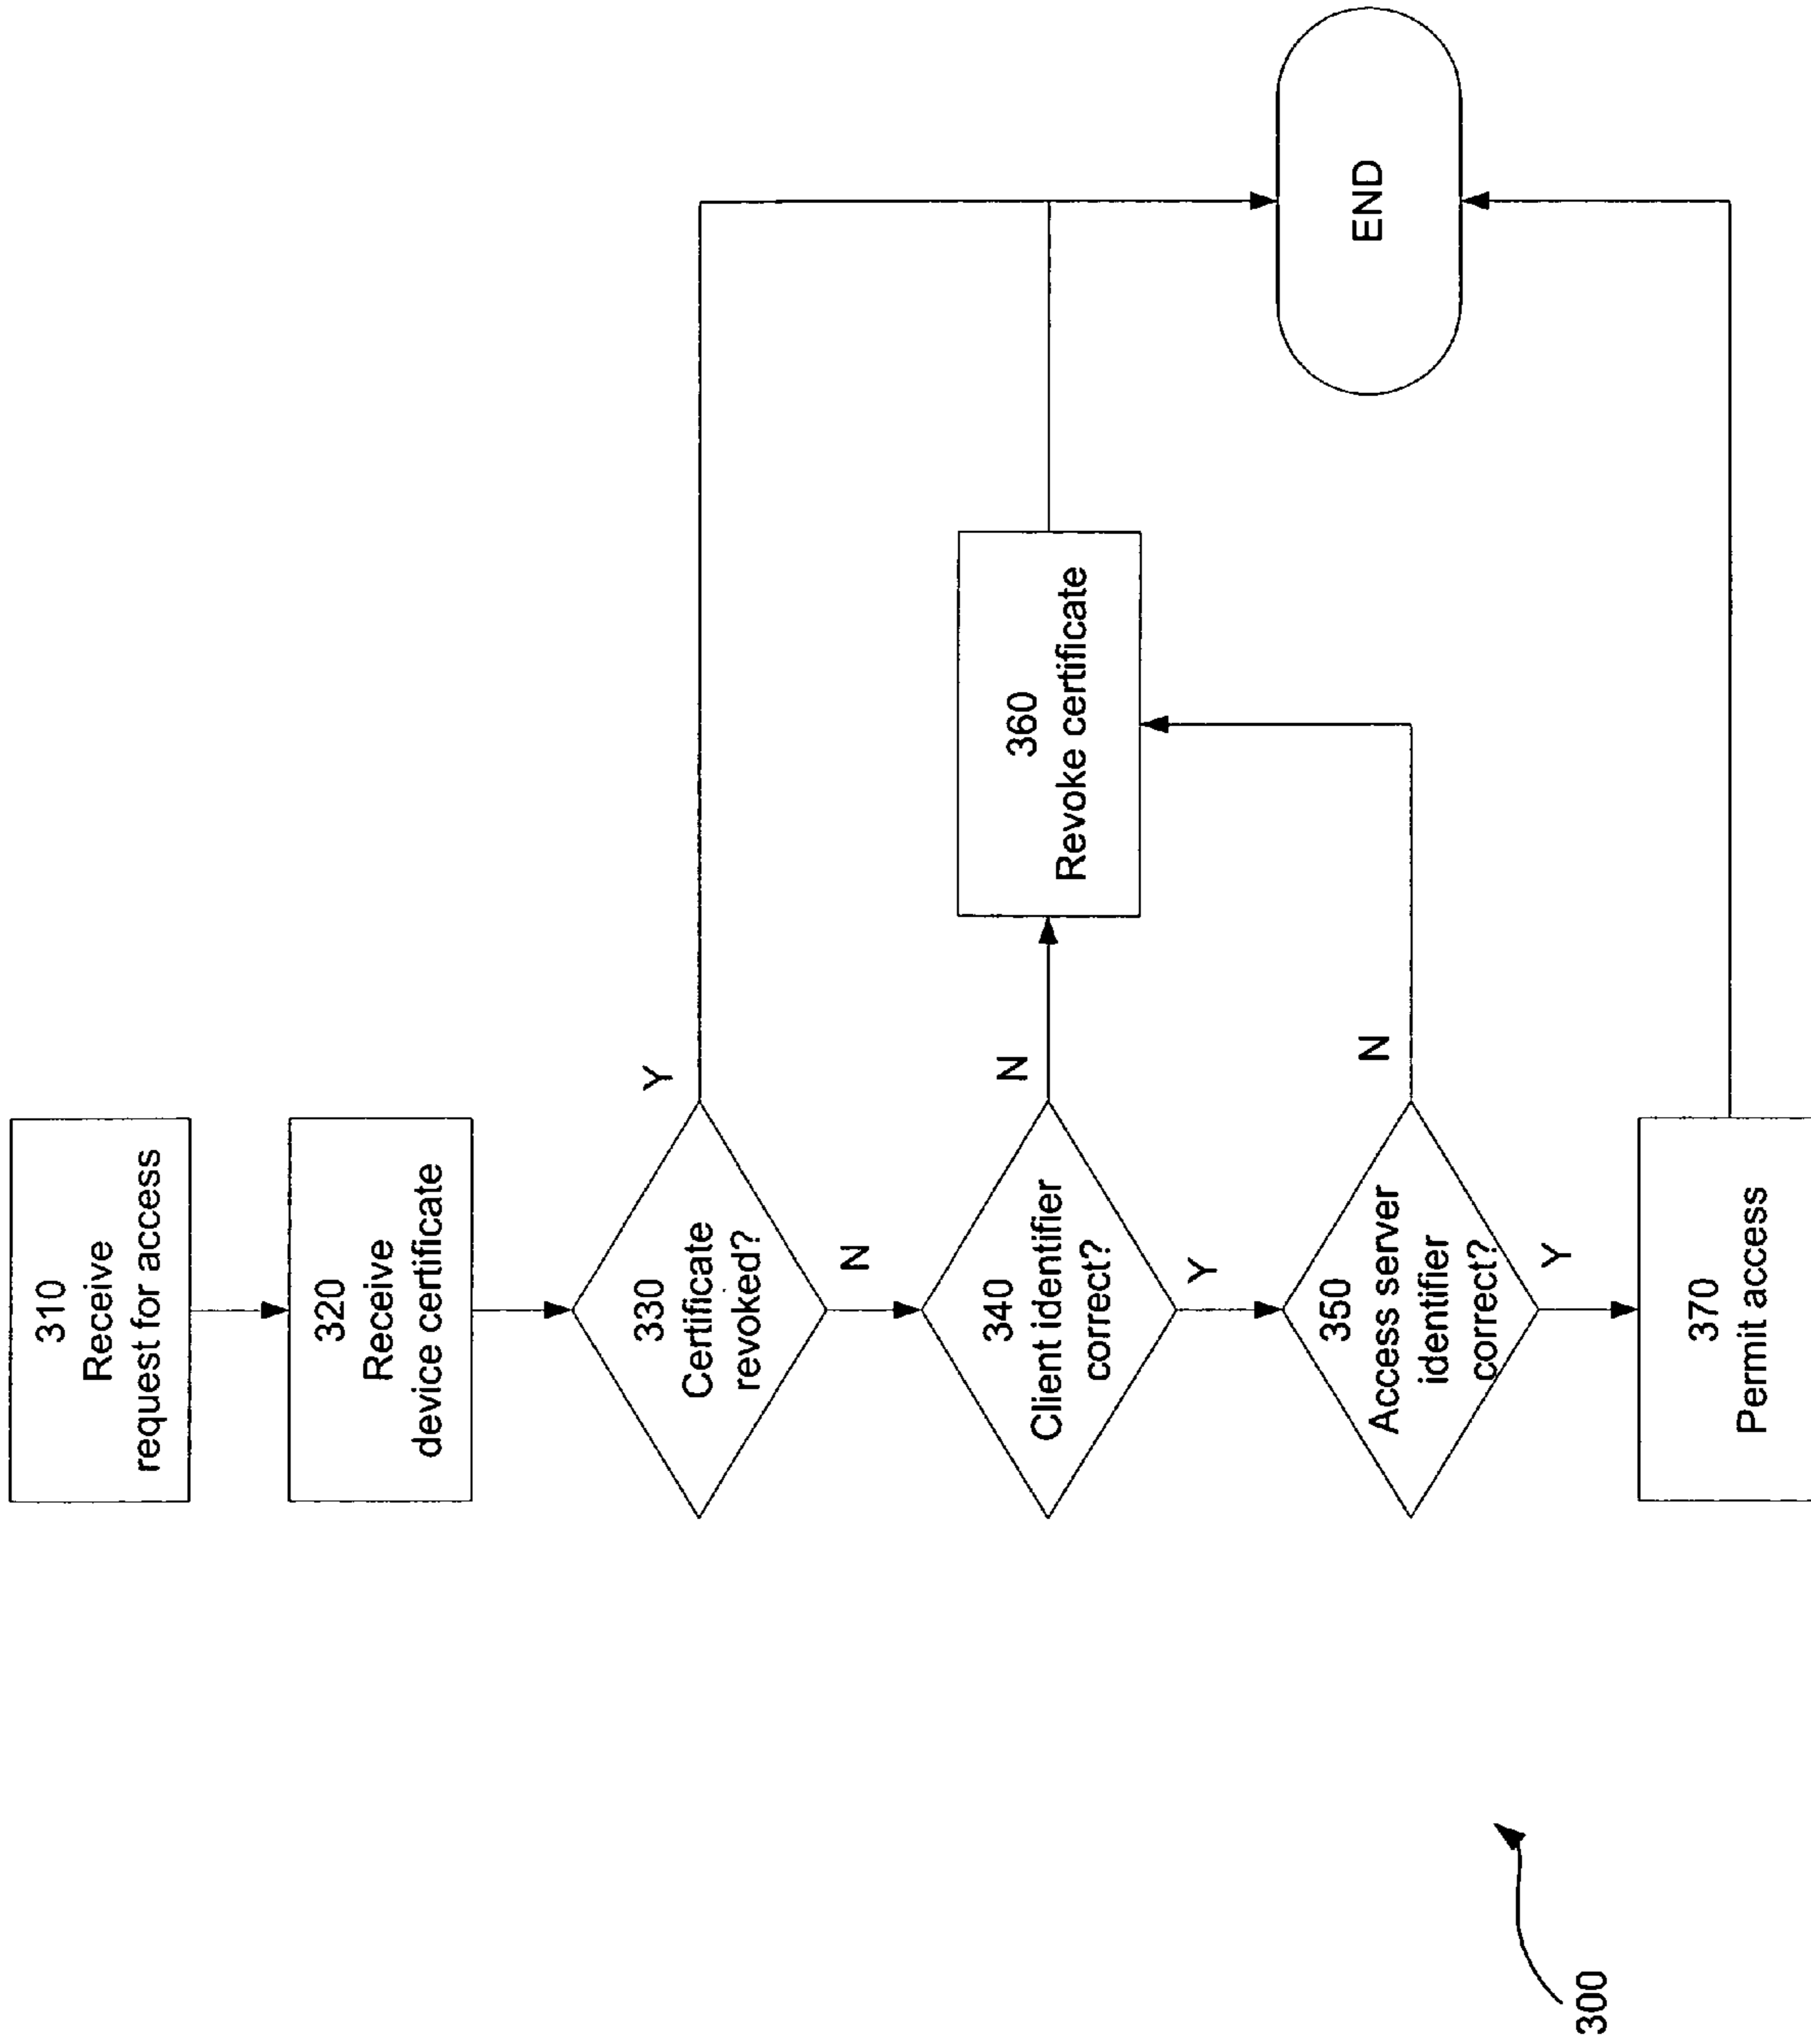 310
Receive
request for access
320
Receive
device certificate
330
Certificate
revoked?
Y
N
340
Client identifier
correct?
N
Y
360
Revoke certificate
350
Access server
identifier
correct?
N
Y
END
370
Permit access
300